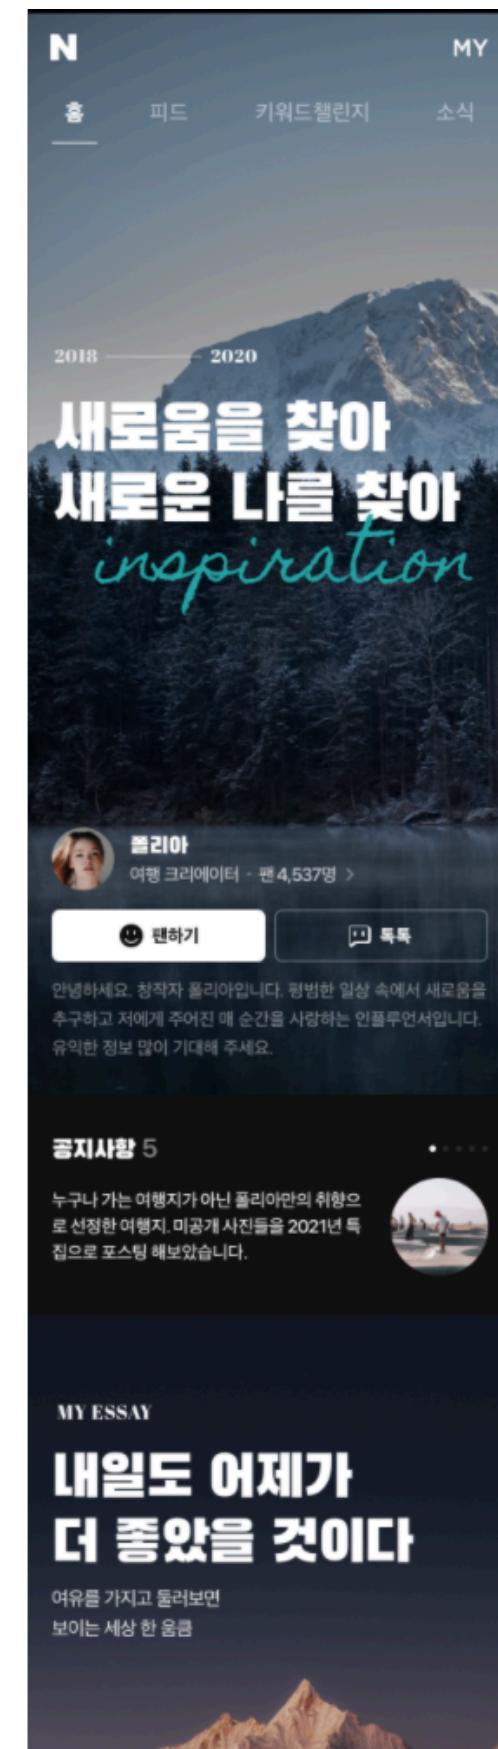 N
MY
홈 피드 키워드챌린지 소식
2018 2020
새로움을 찾아
새로운 나를 찾아
inspiration
폴리아
여행 크리에이터 · 팬 4,537명 >
팬하기 톡톡
안녕하세요. 창작자 폴리아입니다. 평범한 일상 속에서 새로움을
추구하고 저에게 주어진 매 순간을 사랑하는 인플루언서입니다.
유익한 정보 많이 기대해 주세요.
공지사항 5
누구나 가는 여행지가 아닌 폴리아만의 취향으
로 선정한 여행지. 미공개 사진들을 2021년 특
집으로 포스팅 해보았습니다.
MY ESSAY
내일도 어제가
더 좋았을 것이다
여유를 가지고 둘러보면
보이는 세상 한 움큼